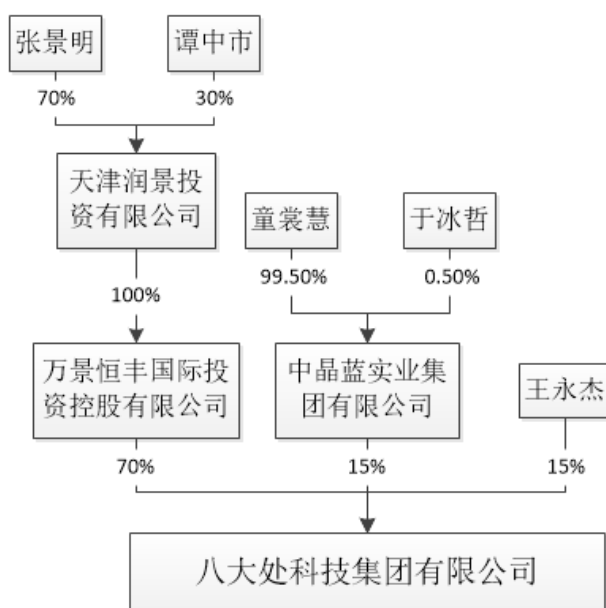 张景明
谭中市
70%
30%
天津润景投
资有限公司
童裳慧
于冰哲
99.50%
0.50%
100%
万景恒丰国际投
资控股有限公司
中晶蓝实业集
团有限公司
王永杰
70%
15%
15%
八大处科技集团有限公司